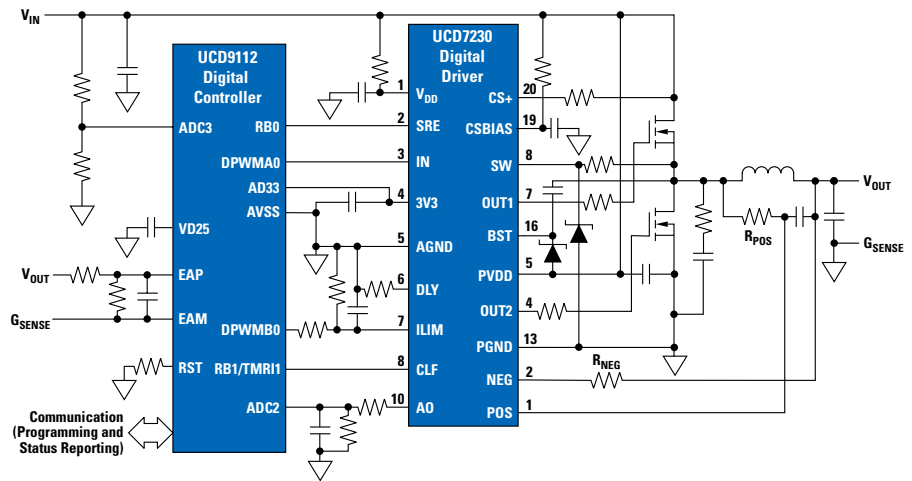 VIN
UCD9112
Digital
Controller
UCD7230
Digital
Driver
ADC3
RB0
DPWMA0
AD33
AVSS
VD25
VOUT
EAP
GSENSE
EAM
DPWMB0
RST
RB1/TMRI1
ADC2
Communication
(Programming and
Status Reporting)
1
VDD
2
SRE
3
IN
4
3V3
5
AGND
6
DLY
7
ILIM
8
CLF
10
AO
20
CS+
19
CSBIAS
8
SW
7
OUT1
16
BST
5
PVDD
4
OUT2
13
PGND
2
NEG
1
POS
RNEG
RPOS
VOUT
GSENSE